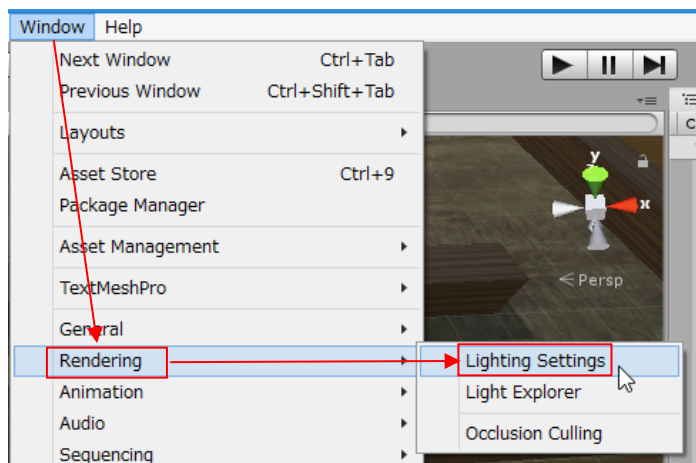 Window Help
Next Window Ctrl+Tab
Previous Window Ctrl+Shift+Tab
Layouts
Asset Store Ctrl+9
Package Manager
Asset Management
TextMeshPro
General
Rendering
Animation
Audio
Sequencing
Lighting Settings
Light Explorer
Occlusion Culling
y
x
< Persp
C